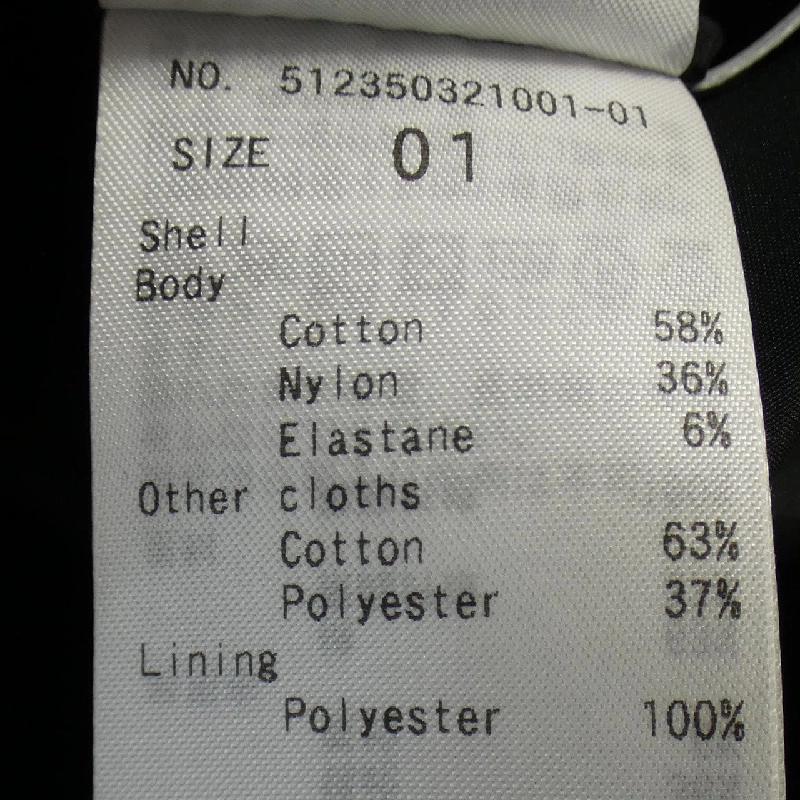 NO. 512350321001-01
SIZE 01
Shell
Body
Cotton 58%
Nylon 36%
Elastane 6%
Other cloths
Cotton 63%
Polyester 37%
Lining
Polyester 100%